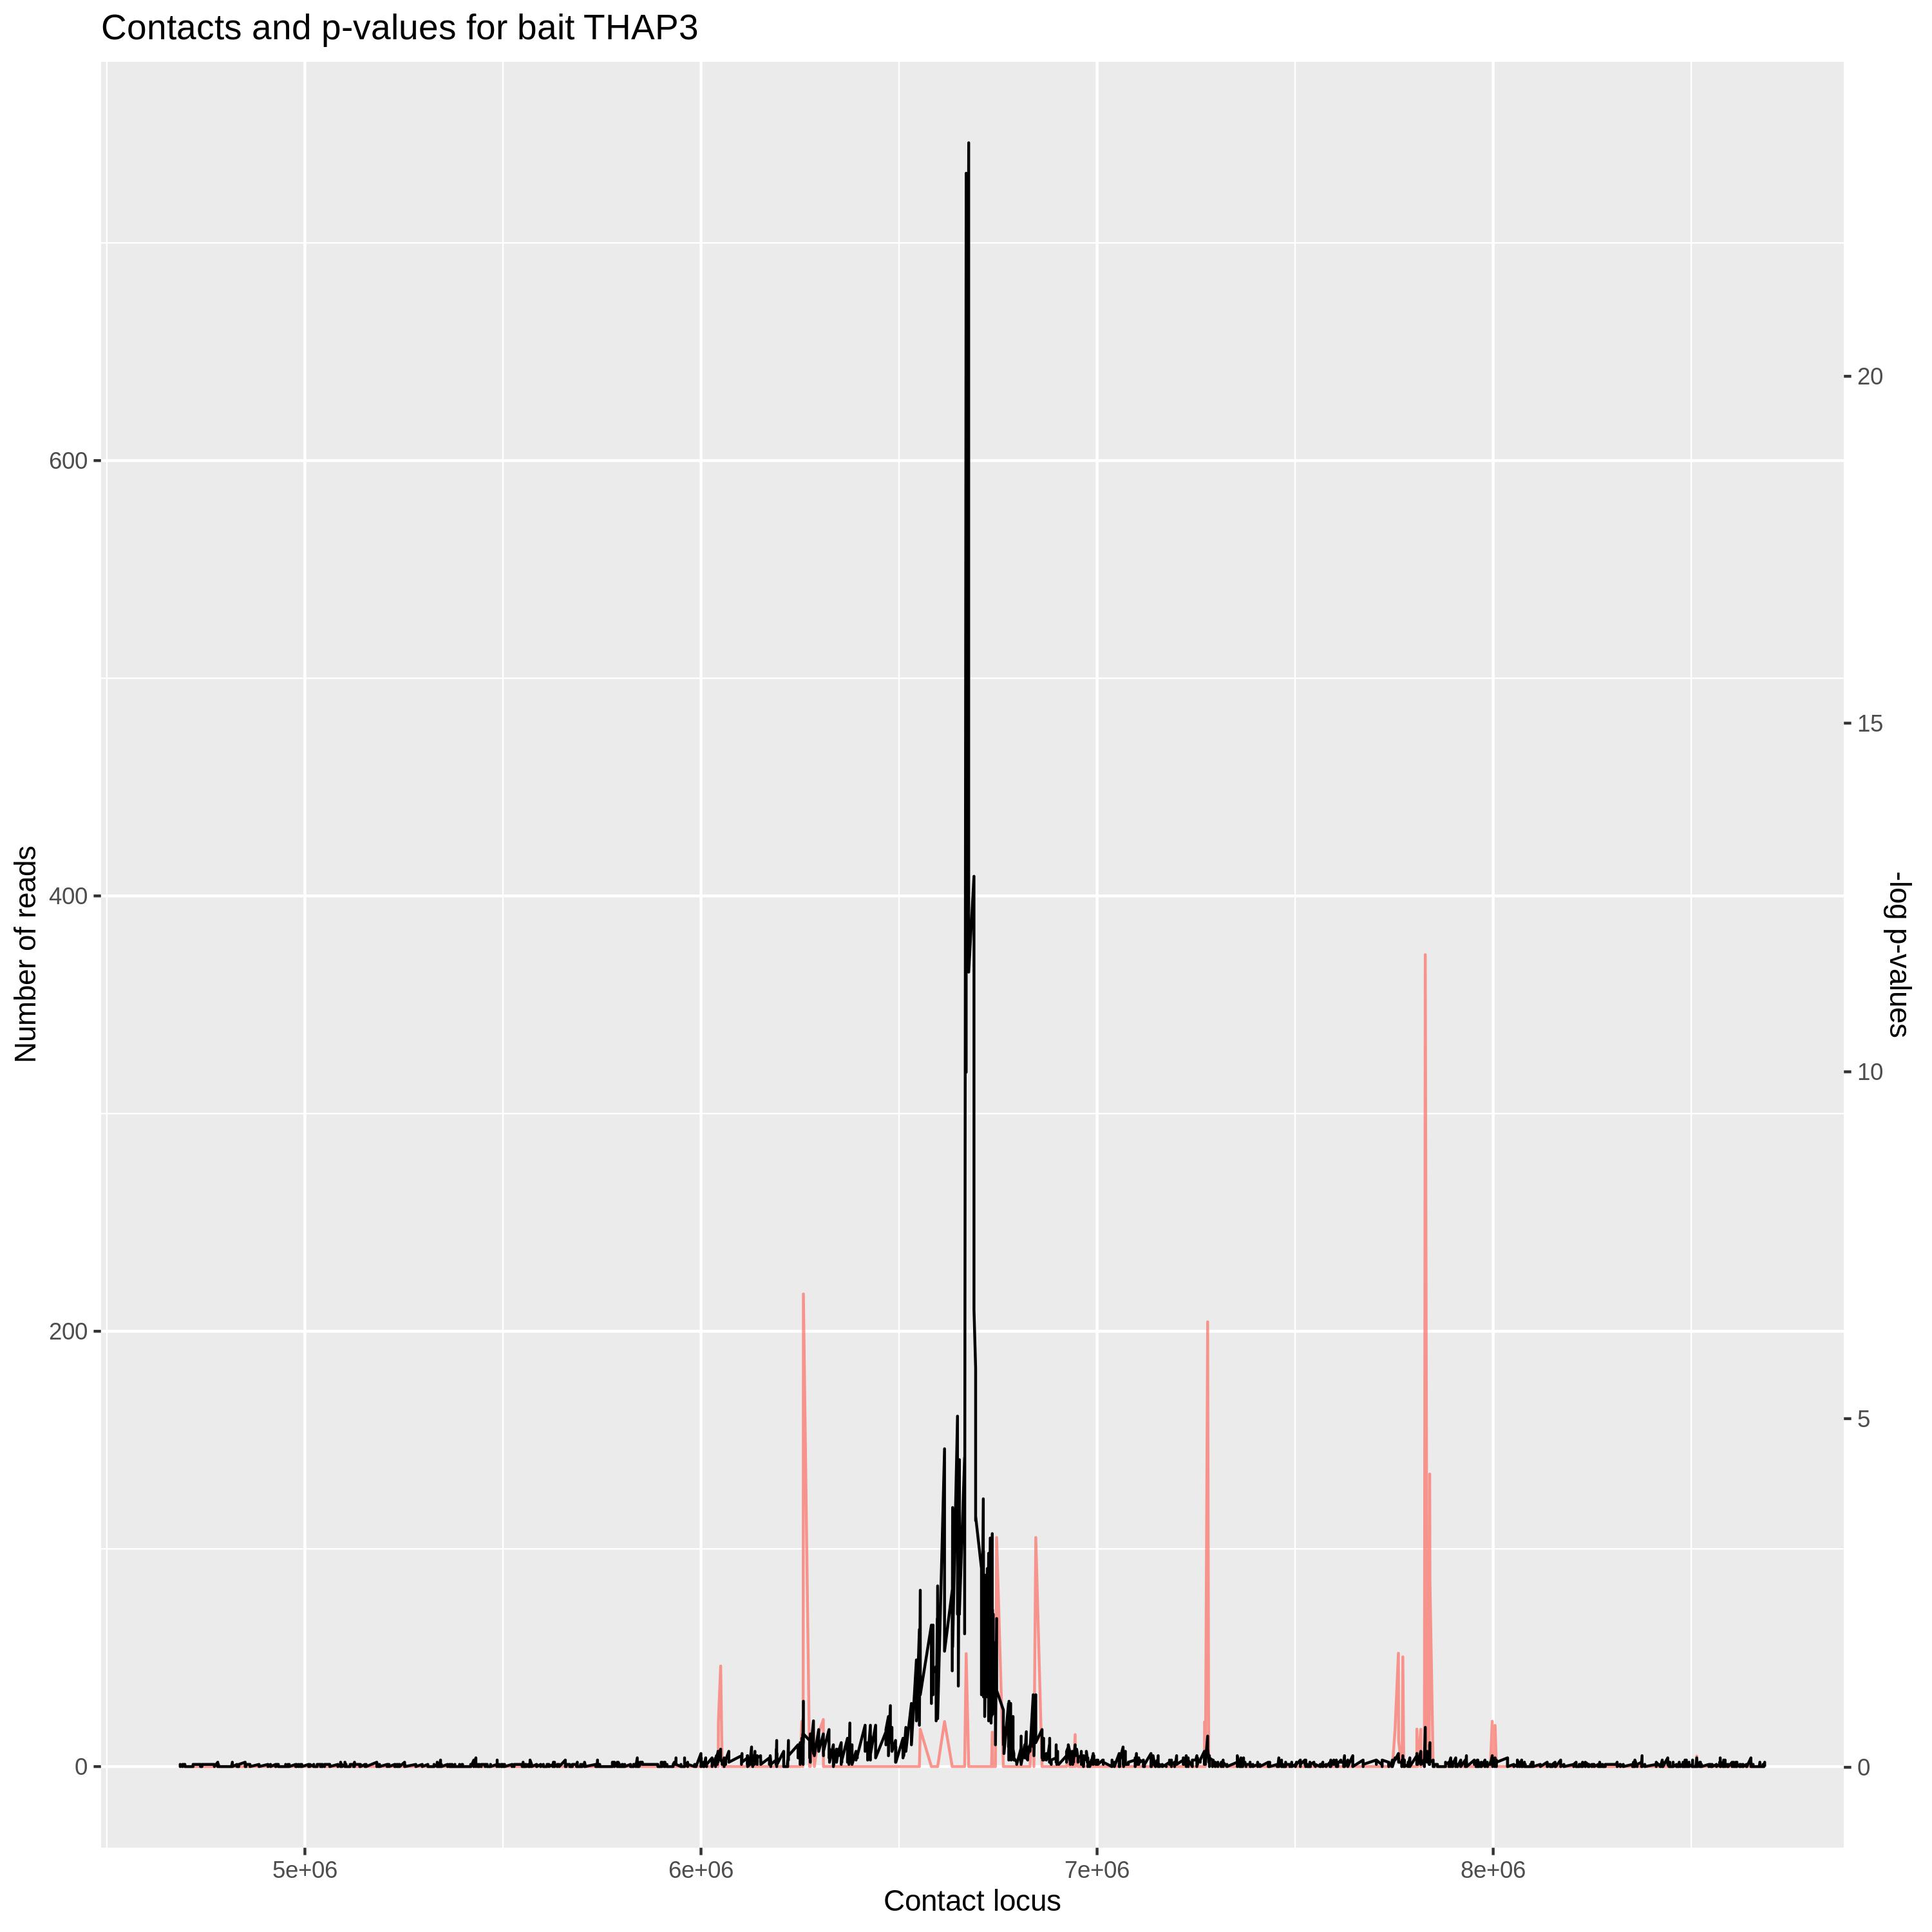 Contacts and p-values for bait THAP3
Number of reads
600
400
200
0
20
15
10
5
0
-log p-values
5e+06
6e+06
7e+06
8e+06
Contact locus